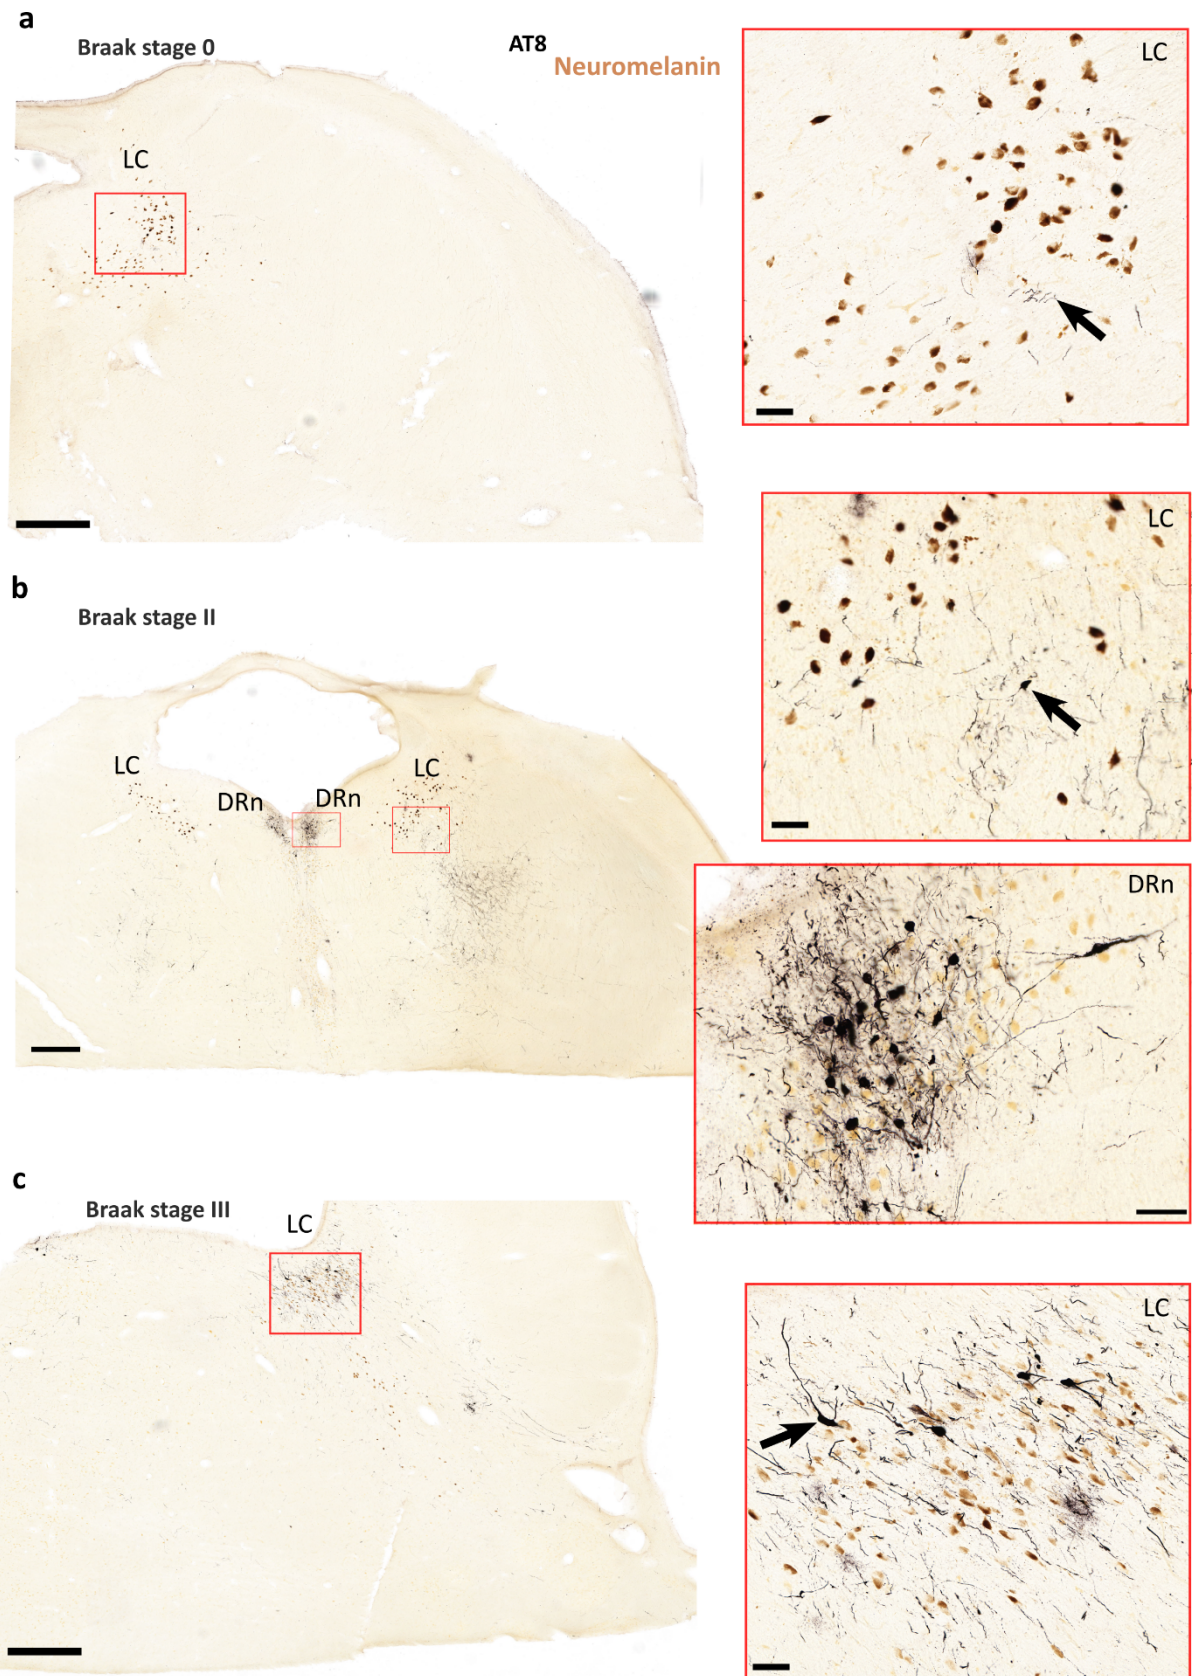 a
Braak stage 0
AT8
Neuromelanin
LC
LC
b
Braak stage II
LC
LC
LC
DRn
DRn
DRn
c
Braak stage III
LC
LC